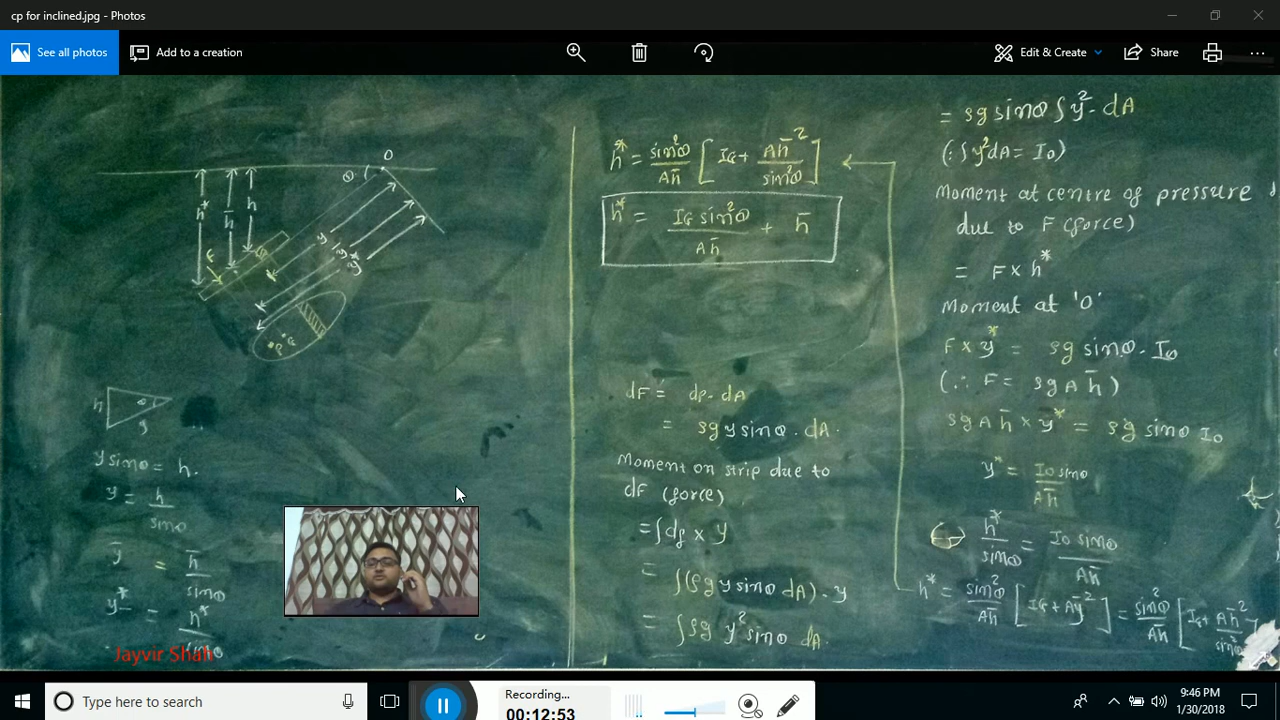 cp for inclined.jpg - Photos
See all photos
Add to a creation
Edit & Create
Share
O
θ
h*
h̄
h
F
y
ȳ
y*
h
θ
y
y sinθ = h.
y = h / sinθ
ȳ = h̄ / sinθ
y* = h* / sinθ
Jayvir Shah
h* = sin²θ / Ah̄ [ IG + Ah̄² / sin²θ ]
h* = IG sin²θ / Ah̄ + h̄
dF = dp · dA
= ρg y sinθ . dA.
Moment on strip due to
dF (force)
= ∫dF × y
= ∫(ρg y sinθ dA) · y
= ∫ρg y² sinθ dA.
= ρg sinθ ∫y² · dA
(∵ ∫y²dA = Io)
Moment at centre of pressure
due to F (force)
= F × h*
Moment at 'O'
F × y* = ρg sinθ · Io
(∴ F = ρgAh̄)
ρgAh̄ × y* = ρg sinθ Io
y* = Io sinθ / Ah̄
h* / sinθ = Io sinθ / Ah̄
h* = sin²θ / Ah̄ [ IG + Aȳ² ] = sin²θ / Ah̄ [ IG + Ah̄² / sin²θ
Type here to search
Recording...
00:12:53
9:46 PM
1/30/2018